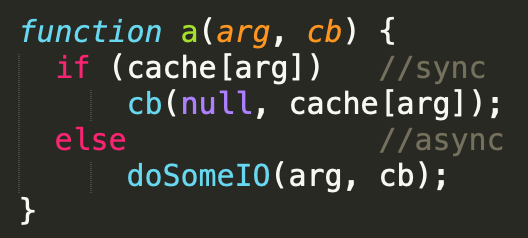 function a(arg, cb) {
  if (cache[arg])   //sync
      cb(null, cache[arg]);
  else              //async
      doSomeIO(arg, cb);
}